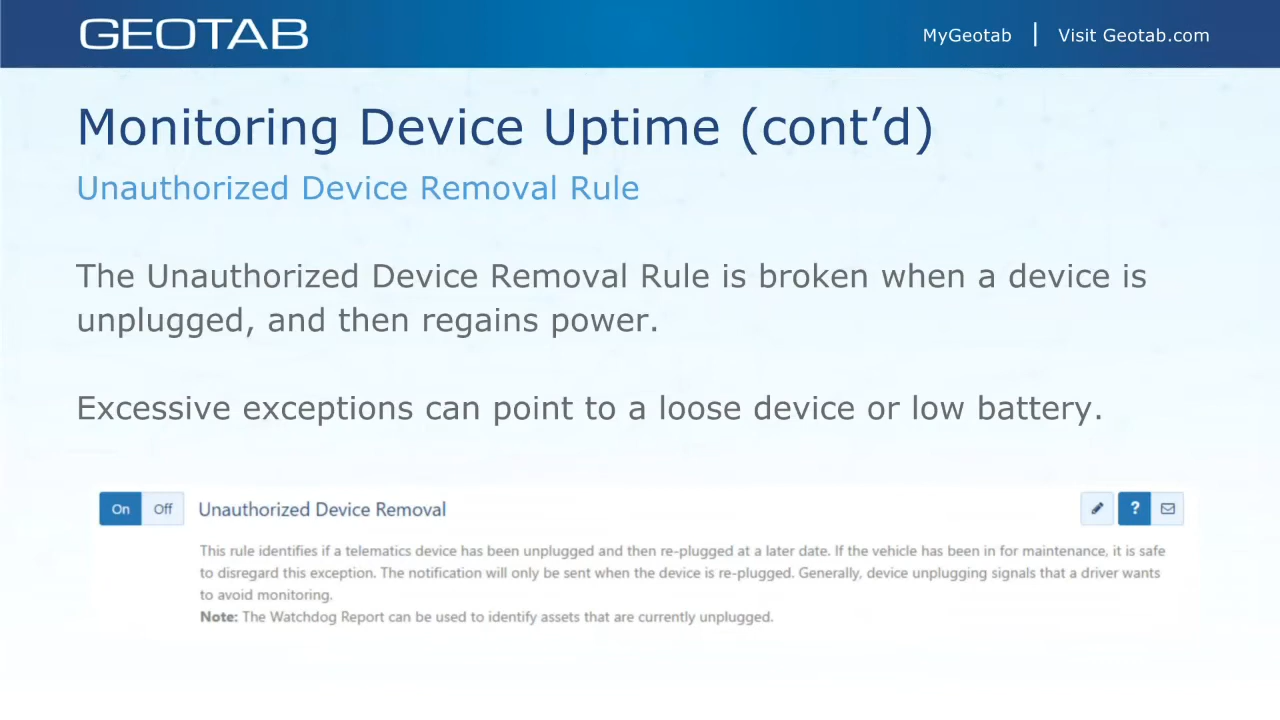 GEOTAB
MyGeotab | Visit Geotab.com
Monitoring Device Uptime (cont’d)
Unauthorized Device Removal Rule
The Unauthorized Device Removal Rule is broken when a device is
unplugged, and then regains power.
Excessive exceptions can point to a loose device or low battery.
On Off Unauthorized Device Removal ?
This rule identifies if a telematics device has been unplugged and then re-plugged at a later date. If the vehicle has been in for maintenance, it is safe
to disregard this exception. The notification will only be sent when the device is re-plugged. Generally, device unplugging signals that a driver wants
to avoid monitoring.
Note: The Watchdog Report can be used to identify assets that are currently unplugged.